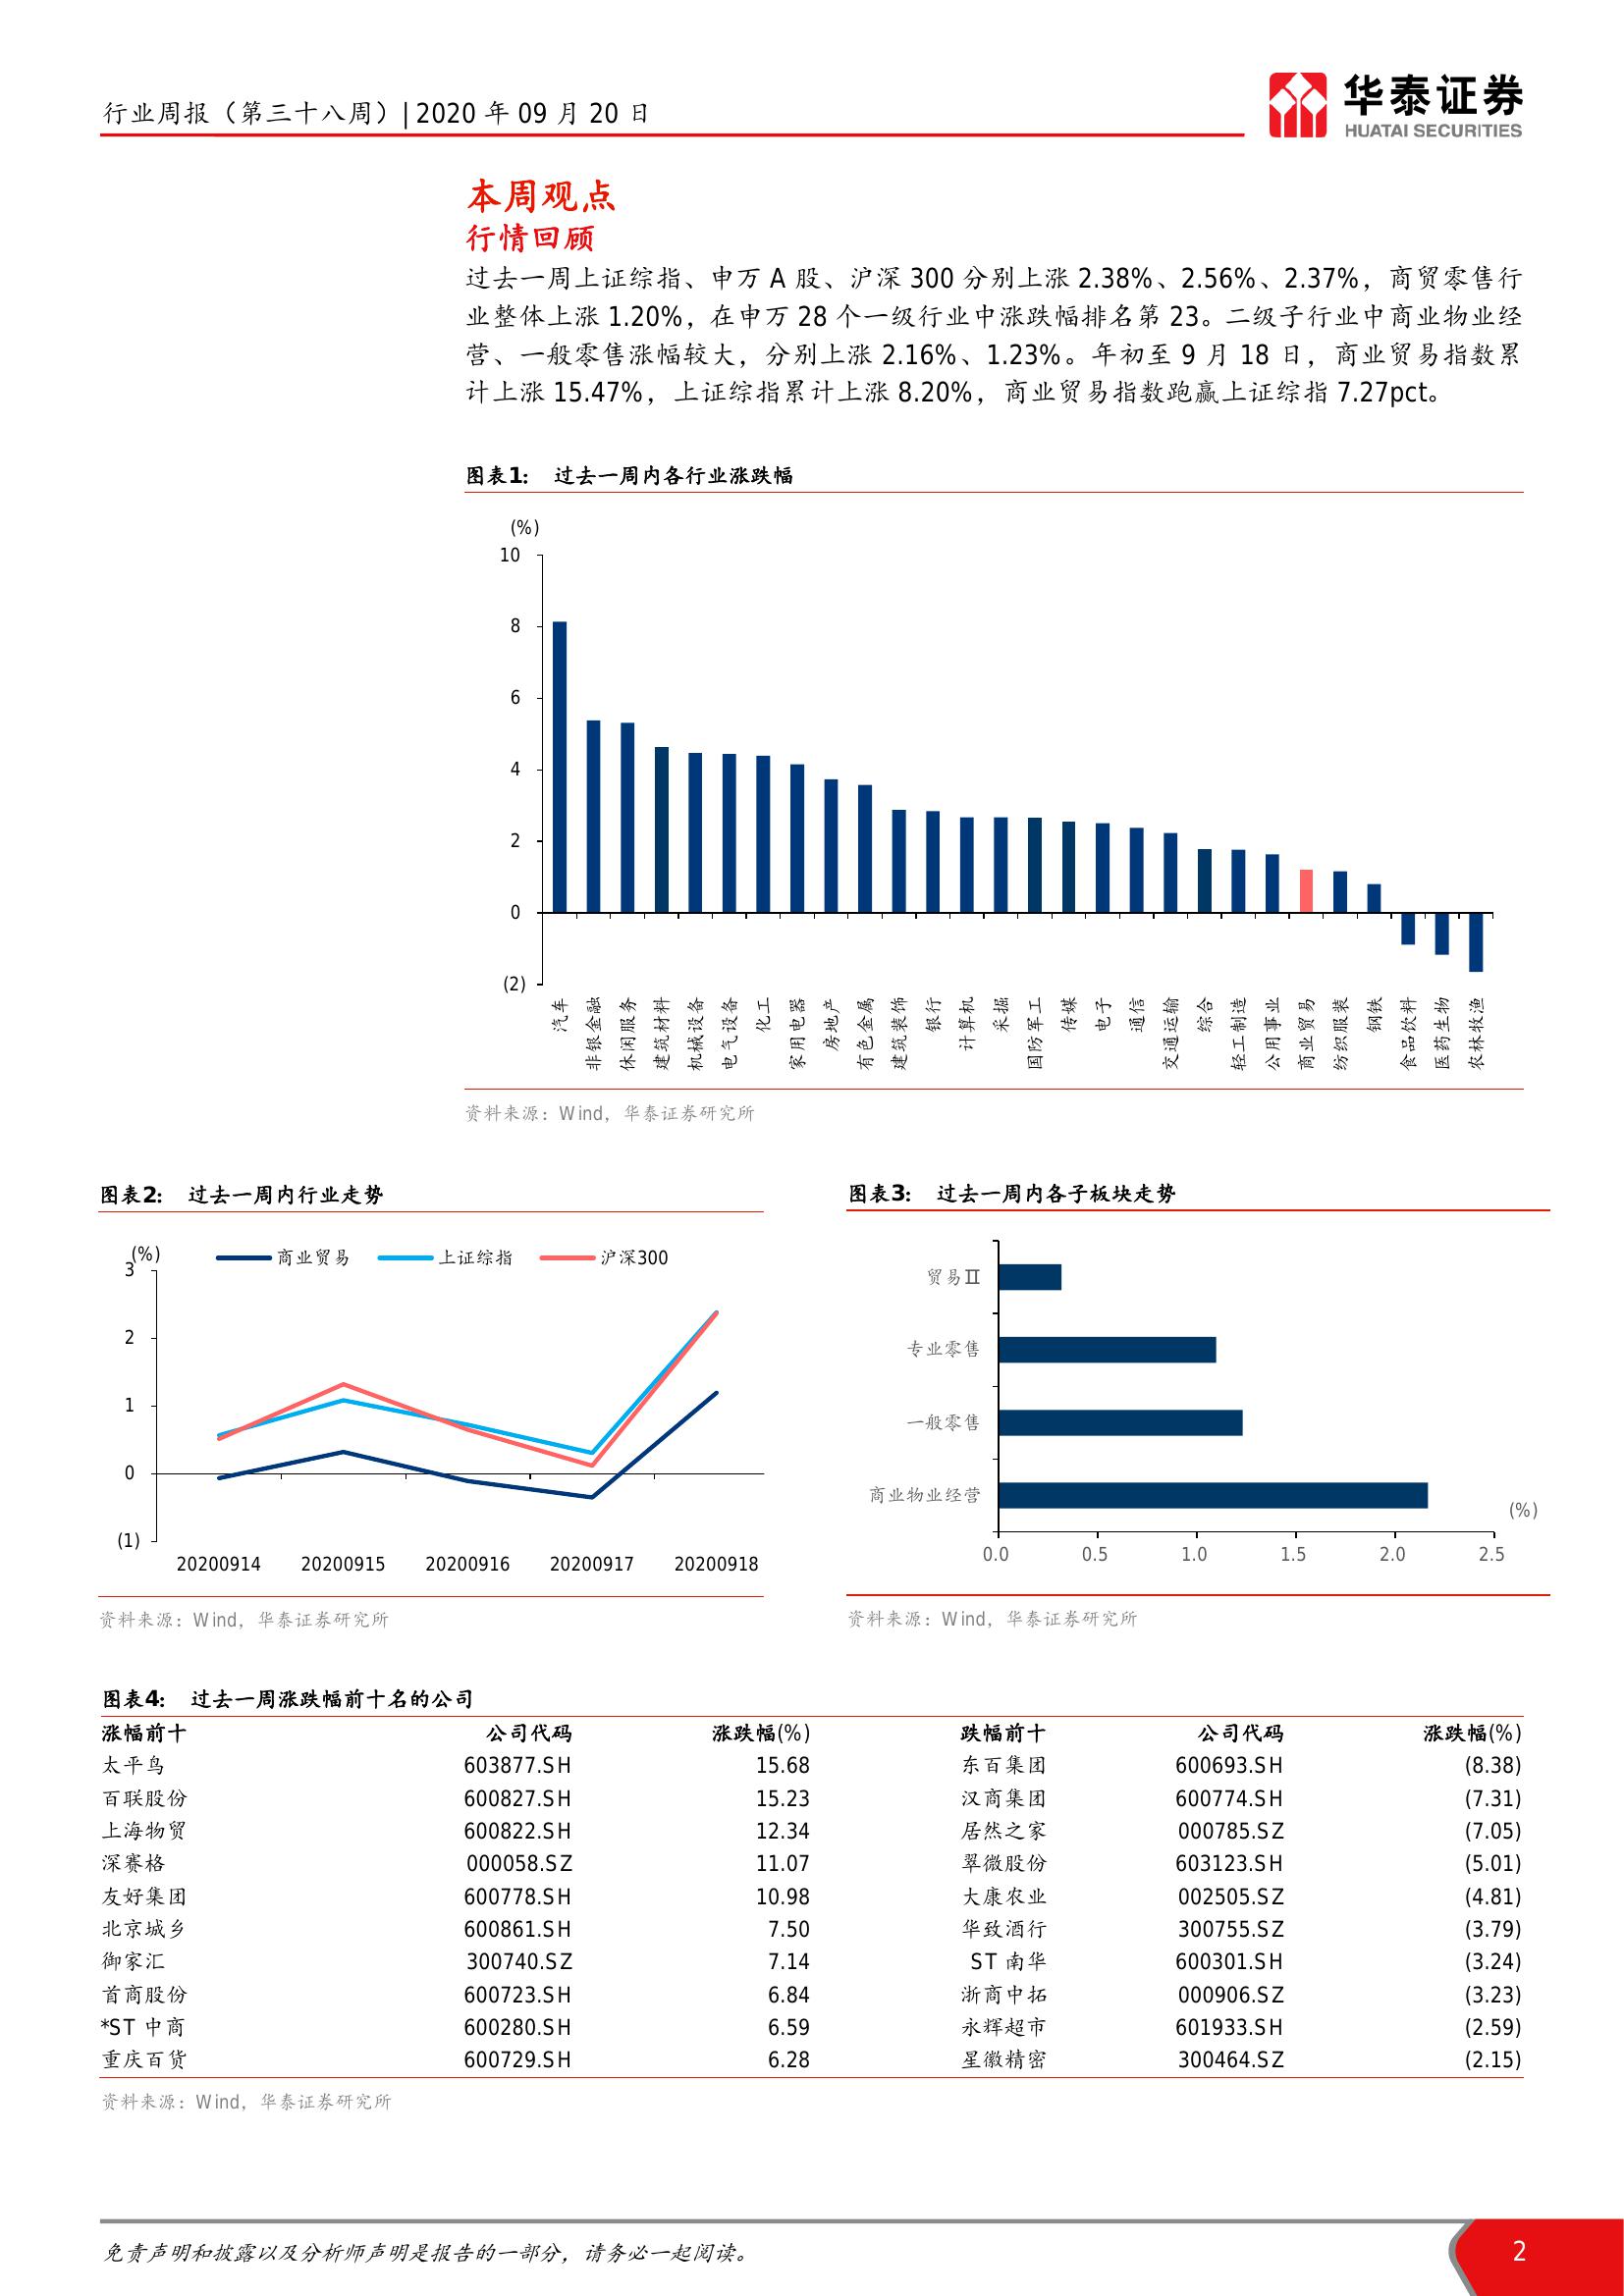 行业周报（第三十八周）| 2020 年 09 月 20 日
华泰证券
HUATAI SECURITIES
本周观点
行情回顾
过去一周上证综指、申万 A 股、沪深 300 分别上涨 2.38%、2.56%、2.37%，商贸零售行
业整体上涨 1.20%，在申万 28 个一级行业中涨跌幅排名第 23。二级子行业中商业物业经
营、一般零售涨幅较大，分别上涨 2.16%、1.23%。年初至 9 月 18 日，商业贸易指数累
计上涨 15.47%，上证综指累计上涨 8.20%，商业贸易指数跑赢上证综指 7.27pct。
图表1： 过去一周内各行业涨跌幅
(%)
10
8
6
4
2
0
(2)
汽车
非银金融
休闲服务
建筑材料
机械设备
电气设备
化工
家用电器
房地产
有色金属
建筑装饰
银行
计算机
采掘
国防军工
传媒
电子
通信
交通运输
综合
轻工制造
公用事业
商业贸易
纺织服装
钢铁
食品饮料
医药生物
农林牧渔
资料来源：Wind，华泰证券研究所
图表2： 过去一周内行业走势
(%)
商业贸易 上证综指 沪深300
3
2
1
0
(1)
20200914 20200915 20200916 20200917 20200918
资料来源：Wind，华泰证券研究所
图表3： 过去一周内各子板块走势
贸易Ⅱ
专业零售
一般零售
商业物业经营
(%)
0.0 0.5 1.0 1.5 2.0 2.5
资料来源：Wind，华泰证券研究所
图表4： 过去一周涨跌幅前十名的公司
涨幅前十 公司代码 涨跌幅(%) 跌幅前十 公司代码 涨跌幅(%)
太平鸟 603877.SH 15.68 东百集团 600693.SH (8.38)
百联股份 600827.SH 15.23 汉商集团 600774.SH (7.31)
上海物贸 600822.SH 12.34 居然之家 000785.SZ (7.05)
深赛格 000058.SZ 11.07 翠微股份 603123.SH (5.01)
友好集团 600778.SH 10.98 大康农业 002505.SZ (4.81)
北京城乡 600861.SH 7.50 华致酒行 300755.SZ (3.79)
御家汇 300740.SZ 7.14 ST 南华 600301.SH (3.24)
首商股份 600723.SH 6.84 浙商中拓 000906.SZ (3.23)
*ST 中商 600280.SH 6.59 永辉超市 601933.SH (2.59)
重庆百货 600729.SH 6.28 星徽精密 300464.SZ (2.15)
资料来源：Wind，华泰证券研究所
免责声明和披露以及分析师声明是报告的一部分，请务必一起阅读。
2